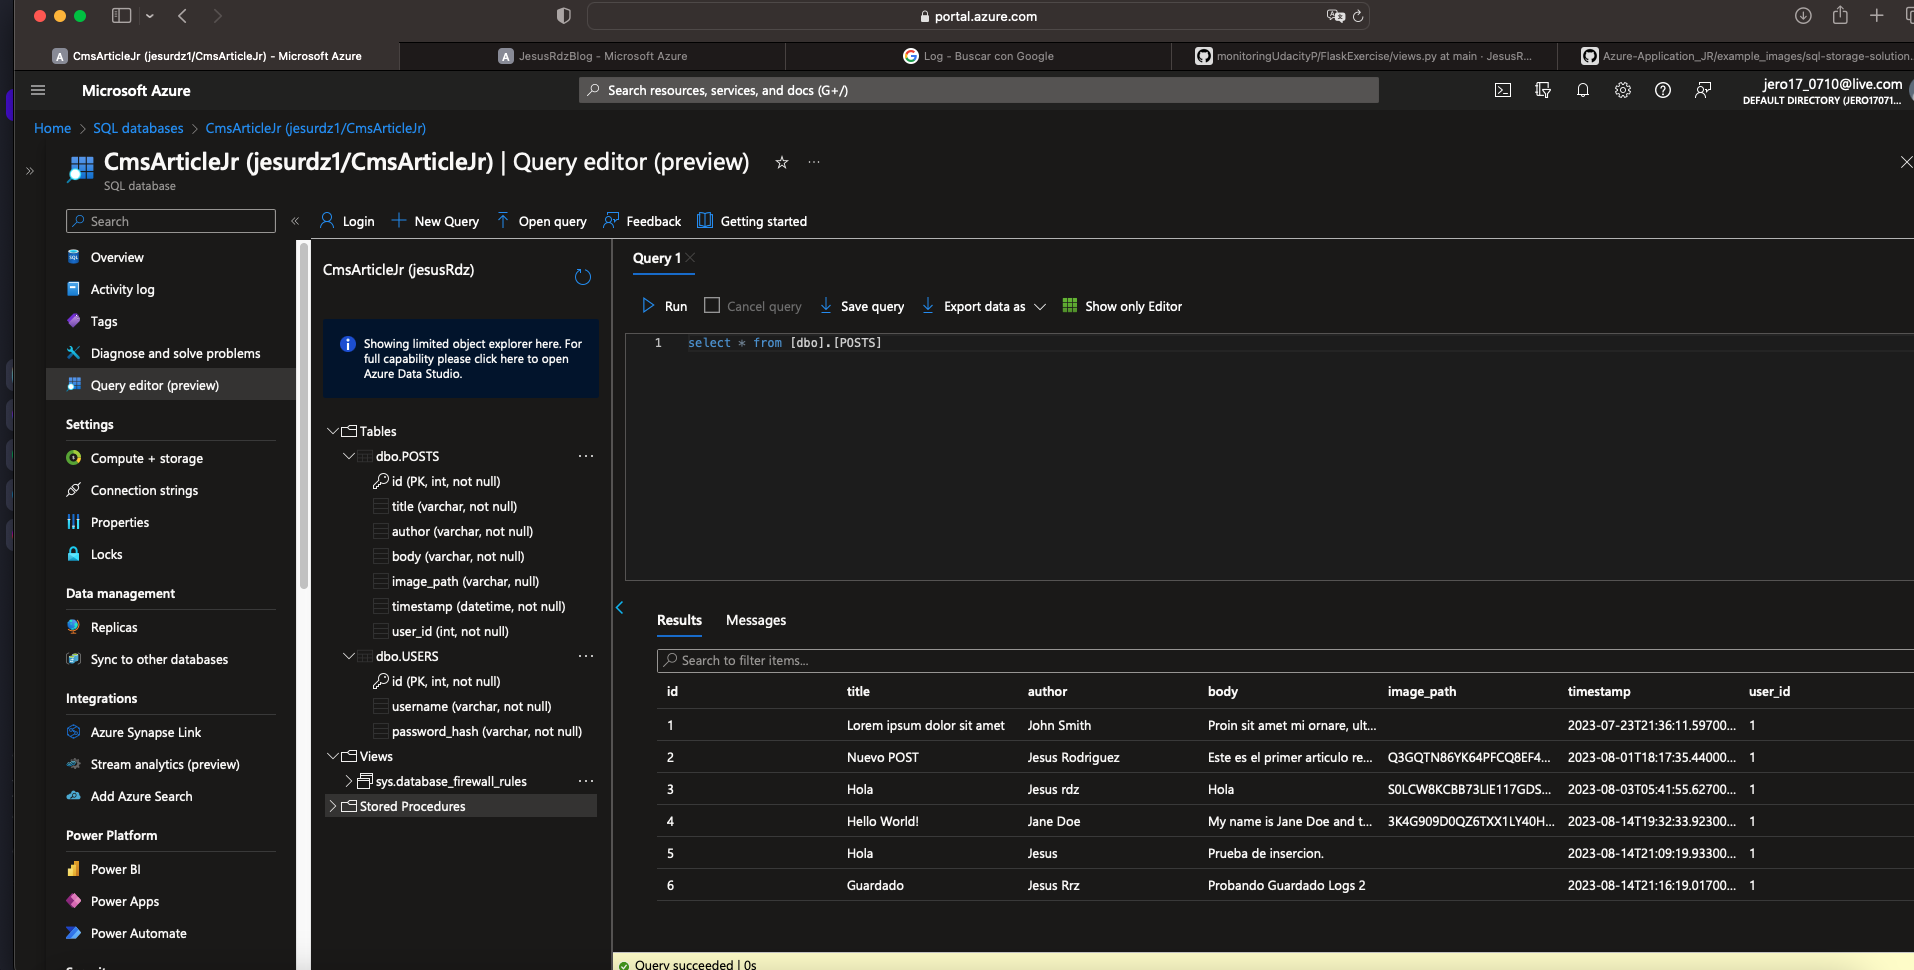 portal.azure.com
CmsArticleJr (jesurdz1/CmsArticleJr) - Microsoft Azure
JesusRdzBlog - Microsoft Azure
Log - Buscar con Google
monitoringUdacityP/FlaskExercise/views.py at main · JesusR...
Azure-Application_JR/example_images/sql-storage-solution.
Microsoft Azure
Search resources, services, and docs (G+/)
jero17_0710@live.com
DEFAULT DIRECTORY (JERO17071...
Home > SQL databases > CmsArticleJr (jesurdz1/CmsArticleJr)
CmsArticleJr (jesurdz1/CmsArticleJr) | Query editor (preview)
SQL database
Search
Overview
Activity log
Tags
Diagnose and solve problems
Query editor (preview)
Settings
Compute + storage
Connection strings
Properties
Locks
Data management
Replicas
Sync to other databases
Integrations
Azure Synapse Link
Stream analytics (preview)
Add Azure Search
Power Platform
Power BI
Power Apps
Power Automate
Login
New Query
Open query
Feedback
Getting started
CmsArticleJr (jesusRdz)
Showing limited object explorer here. For
full capability please click here to open
Azure Data Studio.
Tables
dbo.POSTS
id (PK, int, not null)
title (varchar, not null)
author (varchar, not null)
body (varchar, not null)
image_path (varchar, null)
timestamp (datetime, not null)
user_id (int, not null)
dbo.USERS
id (PK, int, not null)
username (varchar, not null)
password_hash (varchar, not null)
Views
sys.database_firewall_rules
Stored Procedures
Query 1
Run
Cancel query
Save query
Export data as
Show only Editor
1 select * from [dbo].[POSTS]
Results
Messages
Search to filter items...
id title author body image_path timestamp user_id
1 Lorem ipsum dolor sit amet John Smith Proin sit amet mi ornare, ult... 2023-07-23T21:36:11.59700... 1
2 Nuevo POST Jesus Rodriguez Este es el primer articulo re... Q3GQTN86YK64PFCQ8EF4... 2023-08-01T18:17:35.44000... 1
3 Hola Jesus rdz Hola S0LCW8KCBB73LIE117GDS... 2023-08-03T05:41:55.62700... 1
4 Hello World! Jane Doe My name is Jane Doe and t... 3K4G909D0QZ6TXX1LY40H... 2023-08-14T19:32:33.92300... 1
5 Hola Jesus Prueba de insercion. 2023-08-14T21:09:19.93300... 1
6 Guardado Jesus Rrz Probando Guardado Logs 2 2023-08-14T21:16:19.01700... 1
Query succeeded | 0s